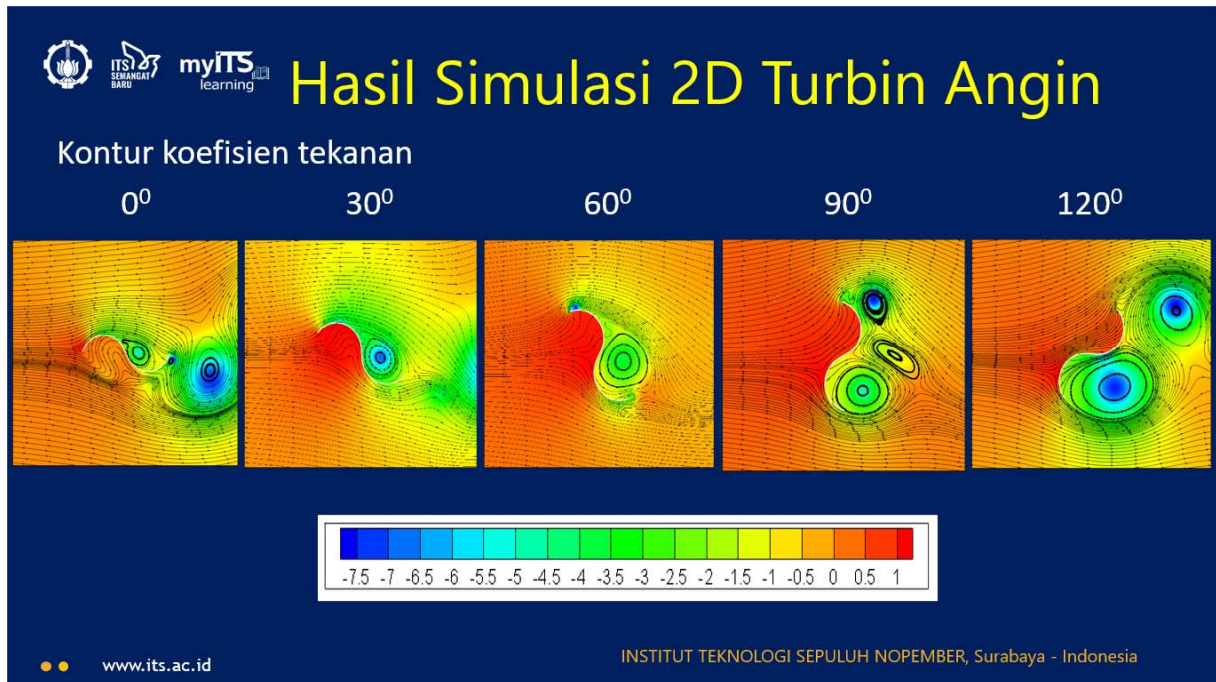 ITS
SEMANGAT
BARU
myITS
learning
Hasil Simulasi 2D Turbin Angin
Kontur koefisien tekanan
0⁰ 30⁰ 60⁰ 90⁰ 120⁰
-7.5 -7 -6.5 -6 -5.5 -5 -4.5 -4 -3.5 -3 -2.5 -2 -1.5 -1 -0.5 0 0.5 1
www.its.ac.id
INSTITUT TEKNOLOGI SEPULUH NOPEMBER, Surabaya - Indonesia